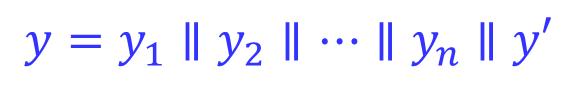 y = y₁ ∥ y₂ ∥ ⋯ ∥ yₙ ∥ y′